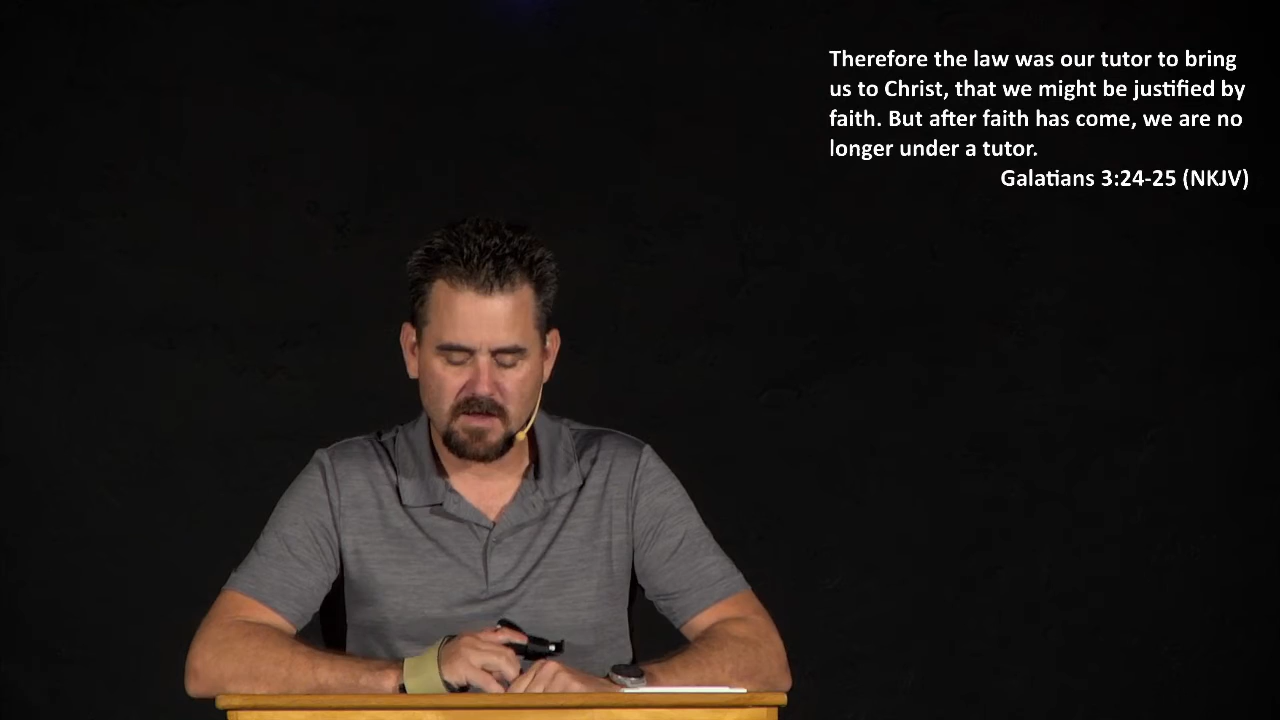 Therefore the law was our tutor to bring
us to Christ, that we might be justified by
faith. But after faith has come, we are no
longer under a tutor.
Galatians 3:24-25 (NKJV)